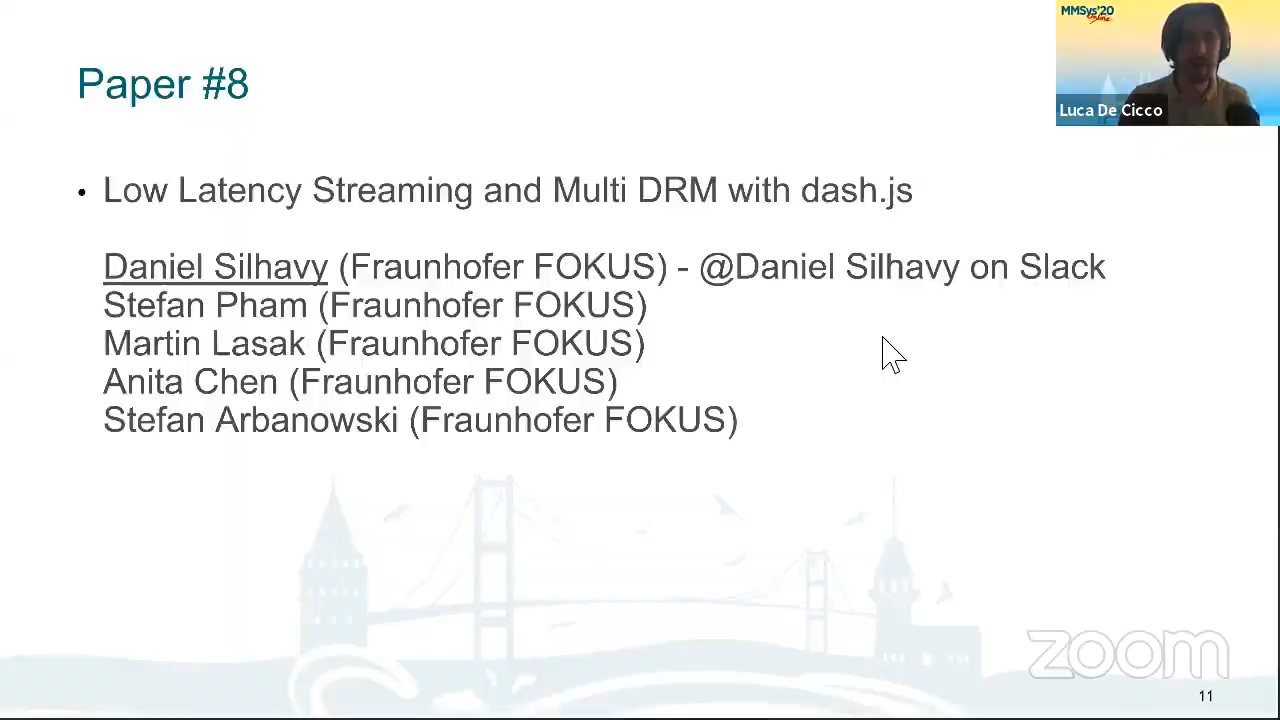 MMSys'20
Online
Luca De Cicco
Paper #8
• Low Latency Streaming and Multi DRM with dash.js
Daniel Silhavy (Fraunhofer FOKUS) - @Daniel Silhavy on Slack
Stefan Pham (Fraunhofer FOKUS)
Martin Lasak (Fraunhofer FOKUS)
Anita Chen (Fraunhofer FOKUS)
Stefan Arbanowski (Fraunhofer FOKUS)
zoom
11